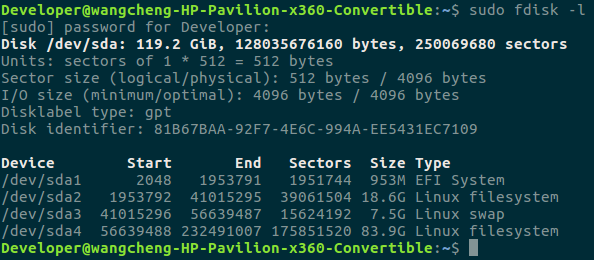 Developer@wangcheng-HP-Pavilion-x360-Convertible:~$ sudo fdisk -l
[sudo] password for Developer:
Disk /dev/sda: 119.2 GiB, 128035676160 bytes, 250069680 sectors
Units: sectors of 1 * 512 = 512 bytes
Sector size (logical/physical): 512 bytes / 4096 bytes
I/O size (minimum/optimal): 4096 bytes / 4096 bytes
Disklabel type: gpt
Disk identifier: 81B67BAA-92F7-4E6C-994A-EE5431EC7109
Device        Start       End   Sectors  Size Type
/dev/sda1      2048   1953791   1951744  953M EFI System
/dev/sda2   1953792  41015295  39061504 18.6G Linux filesystem
/dev/sda3  41015296  56639487  15624192  7.5G Linux swap
/dev/sda4  56639488 232491007 175851520 83.9G Linux filesystem
Developer@wangcheng-HP-Pavilion-x360-Convertible:~$